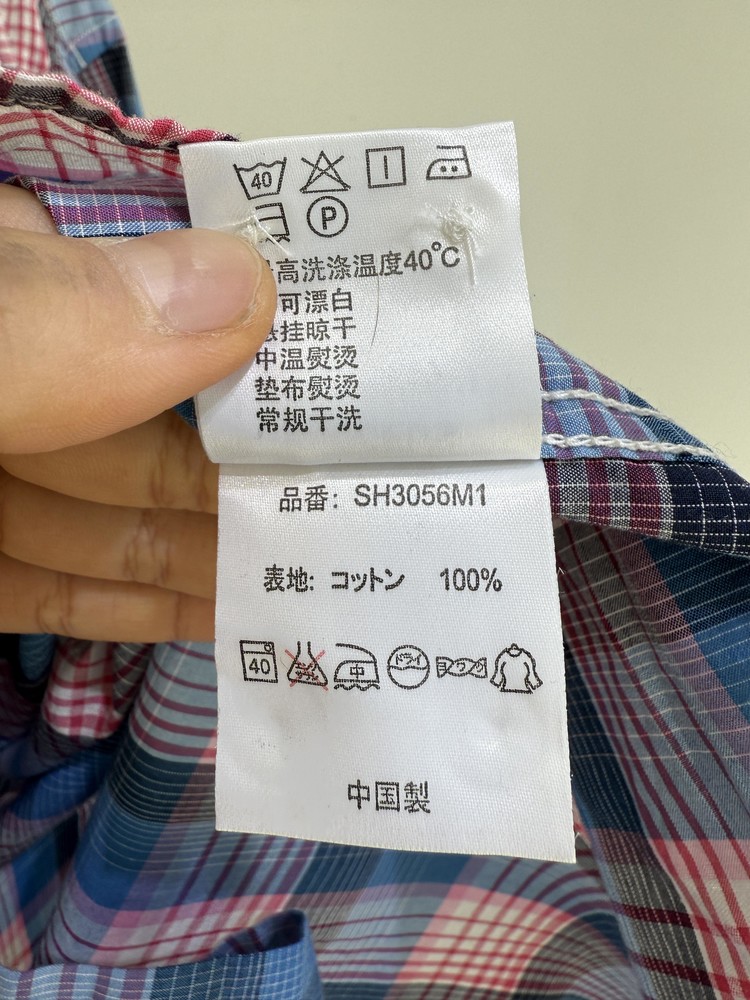 40
P
高洗涤温度40°C
可漂白
挂晾干
中温熨烫
垫布熨烫
常规干洗
品番: SH3056M1
表地: コットン 100%
40 中 ドライ
中国製